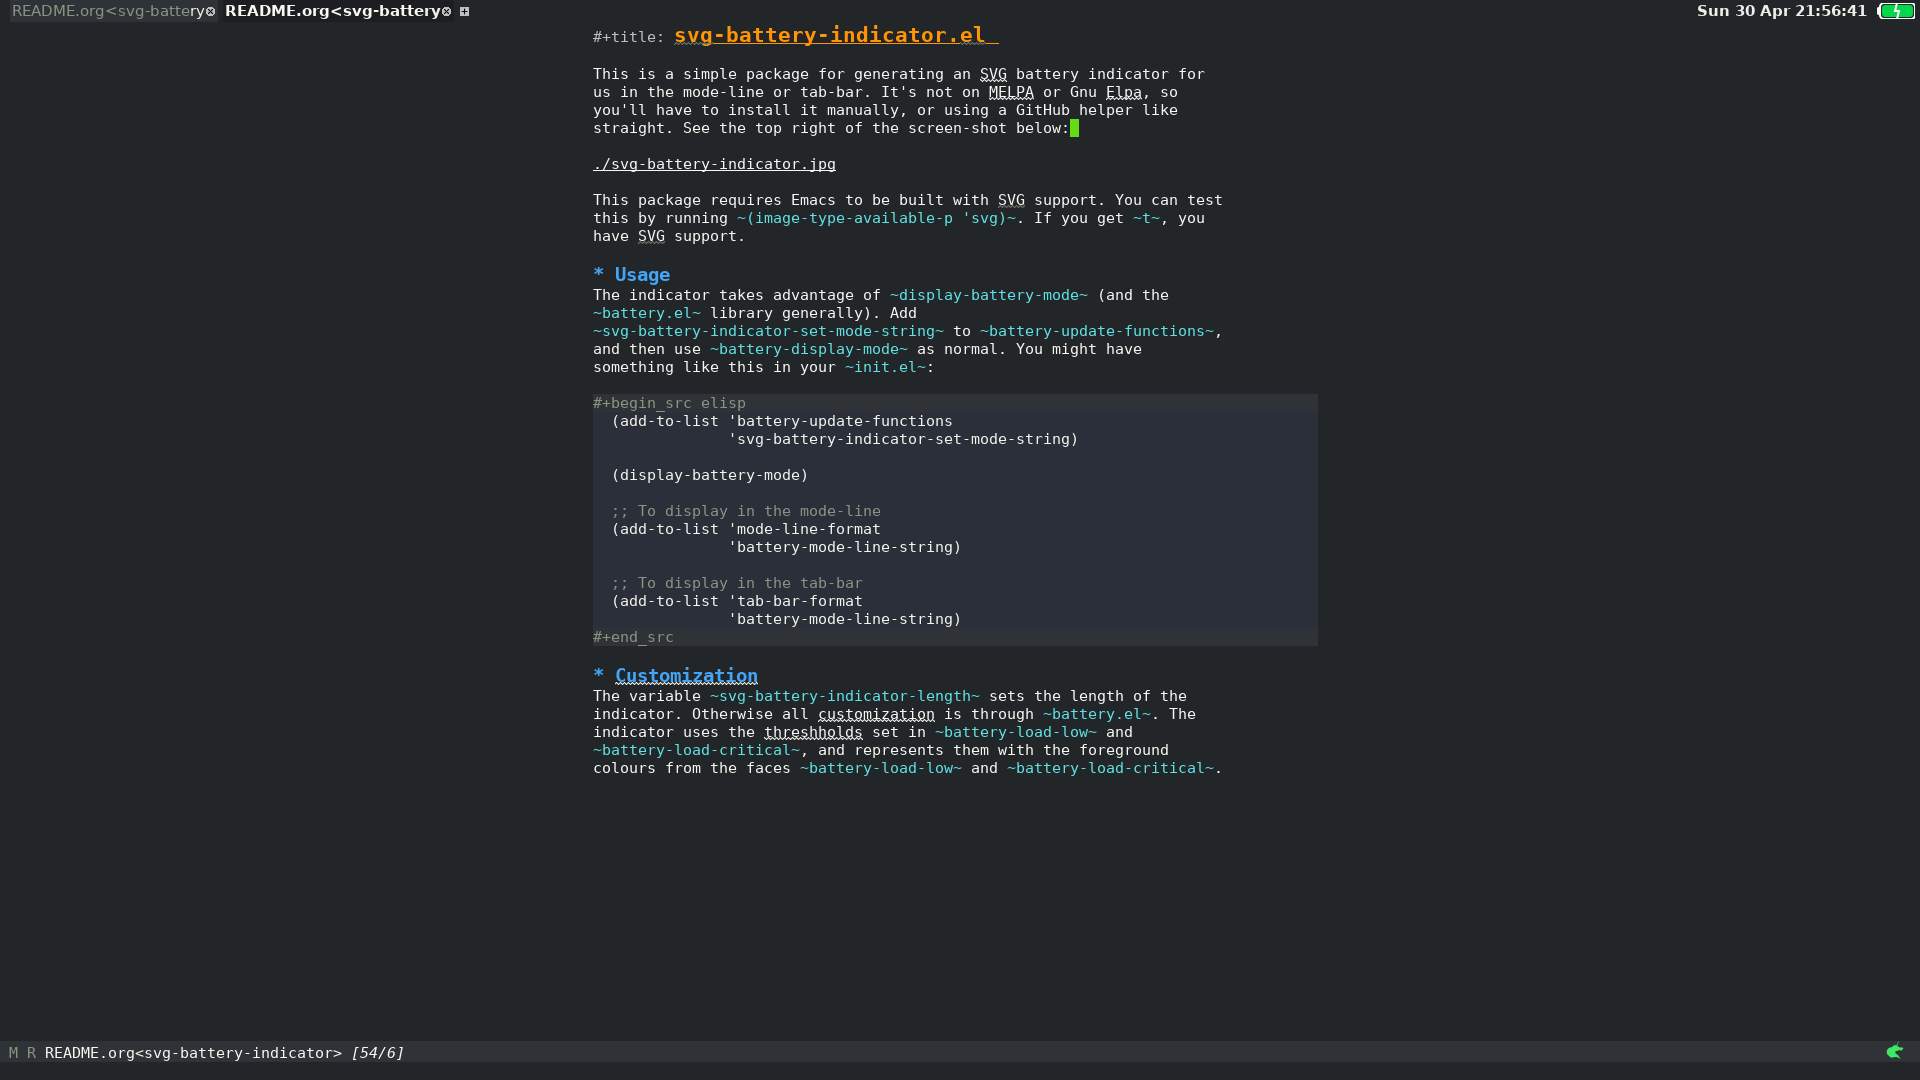 README.org<svg-battery README.org<svg-battery Sun 30 Apr 21:56:41
#+title: svg-battery-indicator.el
This is a simple package for generating an SVG battery indicator for
us in the mode-line or tab-bar. It's not on MELPA or Gnu Elpa, so
you'll have to install it manually, or using a GitHub helper like
straight. See the top right of the screen-shot below:
./svg-battery-indicator.jpg
This package requires Emacs to be built with SVG support. You can test
this by running ~(image-type-available-p 'svg)~. If you get ~t~, you
have SVG support.
* Usage
The indicator takes advantage of ~display-battery-mode~ (and the
~battery.el~ library generally). Add
~svg-battery-indicator-set-mode-string~ to ~battery-update-functions~,
and then use ~battery-display-mode~ as normal. You might have
something like this in your ~init.el~:
#+begin_src elisp
(add-to-list 'battery-update-functions
'svg-battery-indicator-set-mode-string)
(display-battery-mode)
;; To display in the mode-line
(add-to-list 'mode-line-format
'battery-mode-line-string)
;; To display in the tab-bar
(add-to-list 'tab-bar-format
'battery-mode-line-string)
#+end_src
* Customization
The variable ~svg-battery-indicator-length~ sets the length of the
indicator. Otherwise all customization is through ~battery.el~. The
indicator uses the threshholds set in ~battery-load-low~ and
~battery-load-critical~, and represents them with the foreground
colours from the faces ~battery-load-low~ and ~battery-load-critical~.
M R README.org<svg-battery-indicator> [54/6]